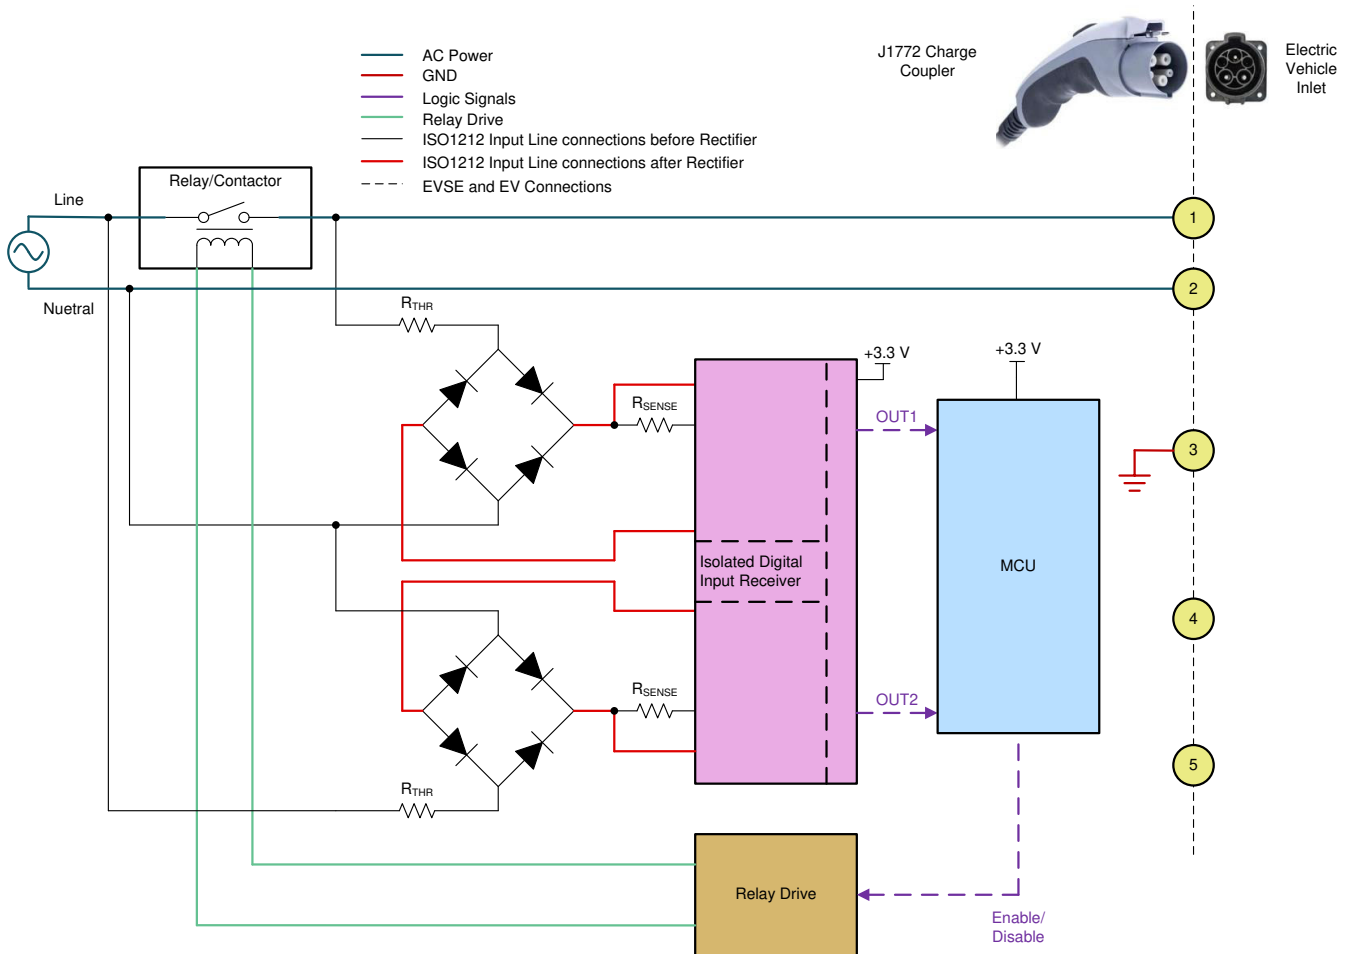 J1772 Charge
Coupler
Electric
Vehicle
Inlet
AC Power
GND
Logic Signals
Relay Drive
ISO1212 Input Line connections before Rectifier
ISO1212 Input Line connections after Rectifier
EVSE and EV Connections
Relay/Contactor
Line
1
2
Nuetral
RTHR
+3.3 V
+3.3 V
RSENSE
OUT1
3
Isolated Digital
Input Receiver
MCU
4
RSENSE
OUT2
5
RTHR
Relay Drive
Enable/
Disable